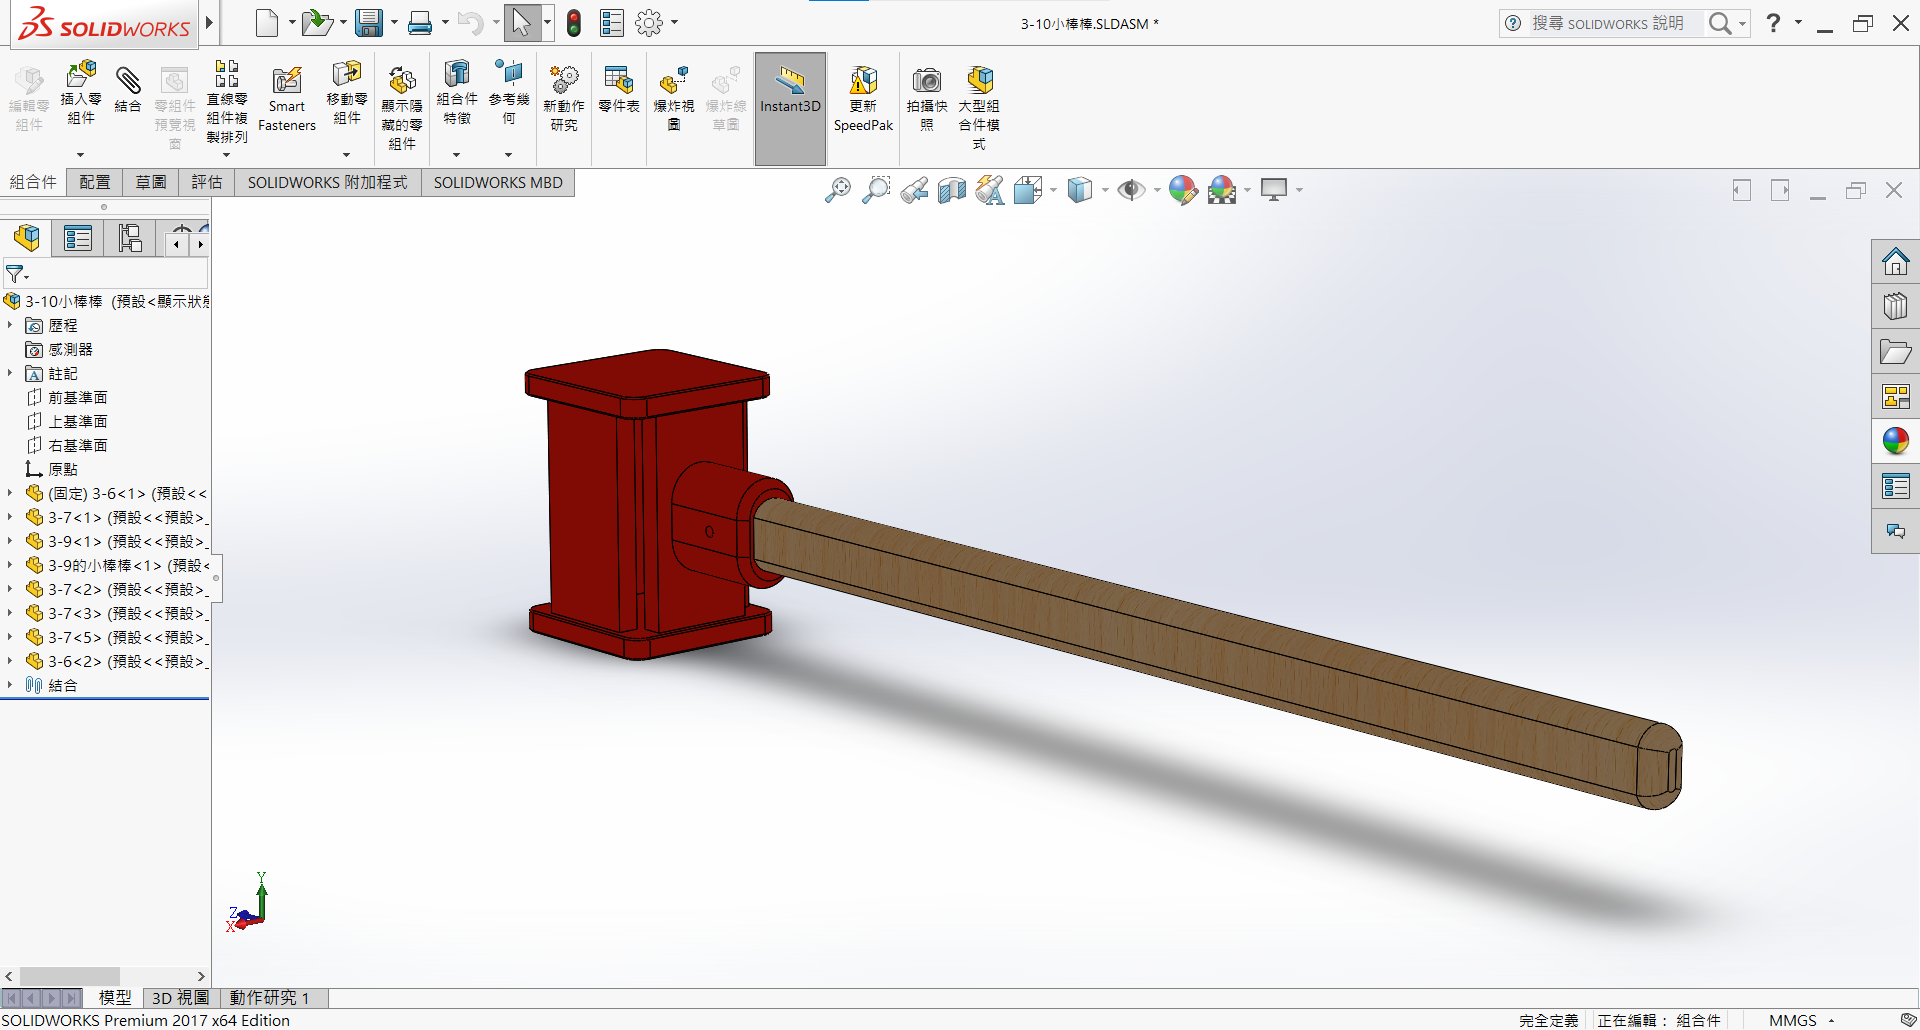 SOLIDWORKS
3-10小棒棒.SLDASM *
搜尋 SOLIDWORKS 說明
編輯零
組件
插入零
組件
結合
零組件
預覽視
窗
直線零
組件複
製排列
Smart
Fasteners
移動零
組件
顯示隱
藏的零
組件
組合件
特徵
參考幾
何
新動作
研究
零件表
爆炸視
圖
爆炸線
草圖
Instant3D
更新
SpeedPak
拍攝快
照
大型組
合件模
式
組合件
配置
草圖
評估
SOLIDWORKS 附加程式
SOLIDWORKS MBD
3-10小棒棒 (預設<顯示狀態
歷程
感測器
註記
前基準面
上基準面
右基準面
原點
(固定) 3-6<1> (預設<<
3-7<1> (預設<<預設>_
3-9<1> (預設<<預設>_
3-9的小棒棒<1> (預設<
3-7<2> (預設<<預設>_
3-7<3> (預設<<預設>_
3-7<5> (預設<<預設>_
3-6<2> (預設<<預設>_
結合
Y
Z
X
模型
3D 視圖
動作研究 1
SOLIDWORKS Premium 2017 x64 Edition
完全定義
正在編輯： 組合件
MMGS